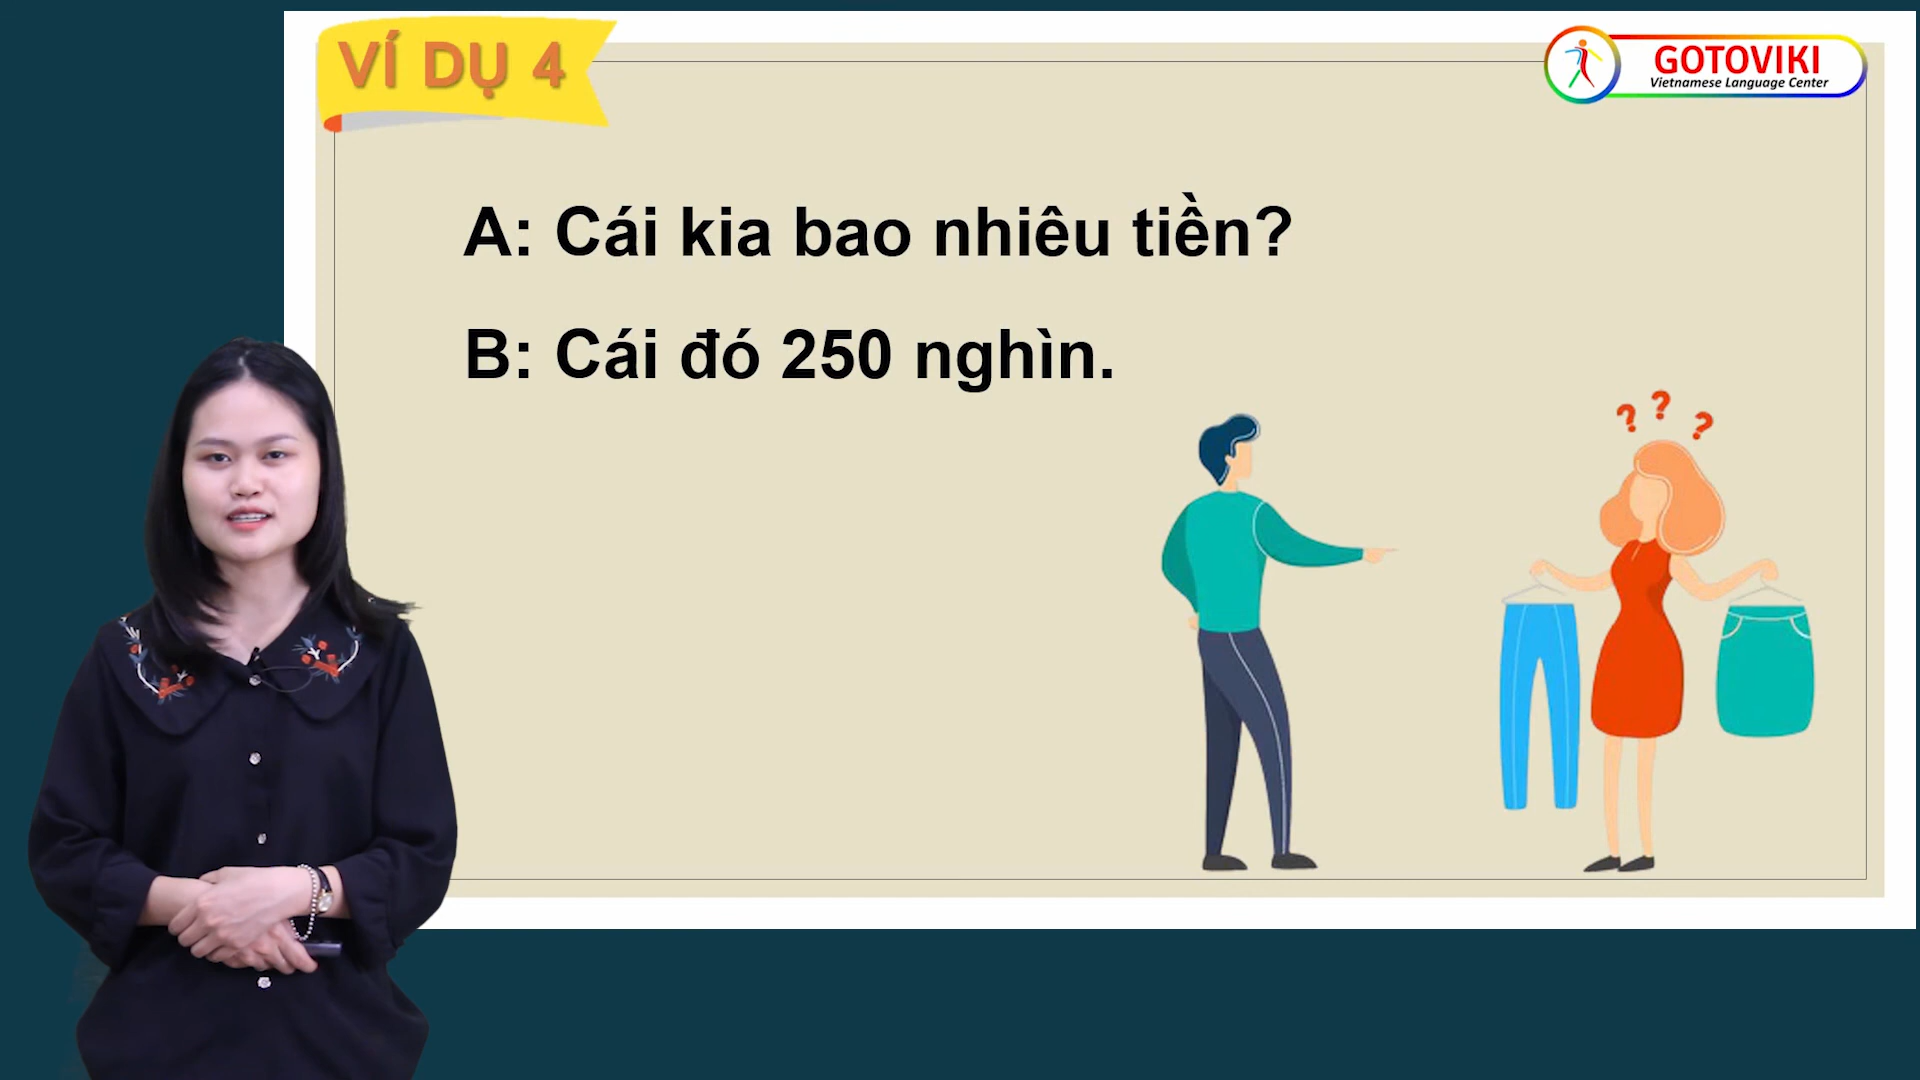 VÍ DỤ 4
GOTOVIKI
Vietnamese Language Center
A: Cái kia bao nhiêu tiền?
B: Cái đó 250 nghìn.
? ? ?